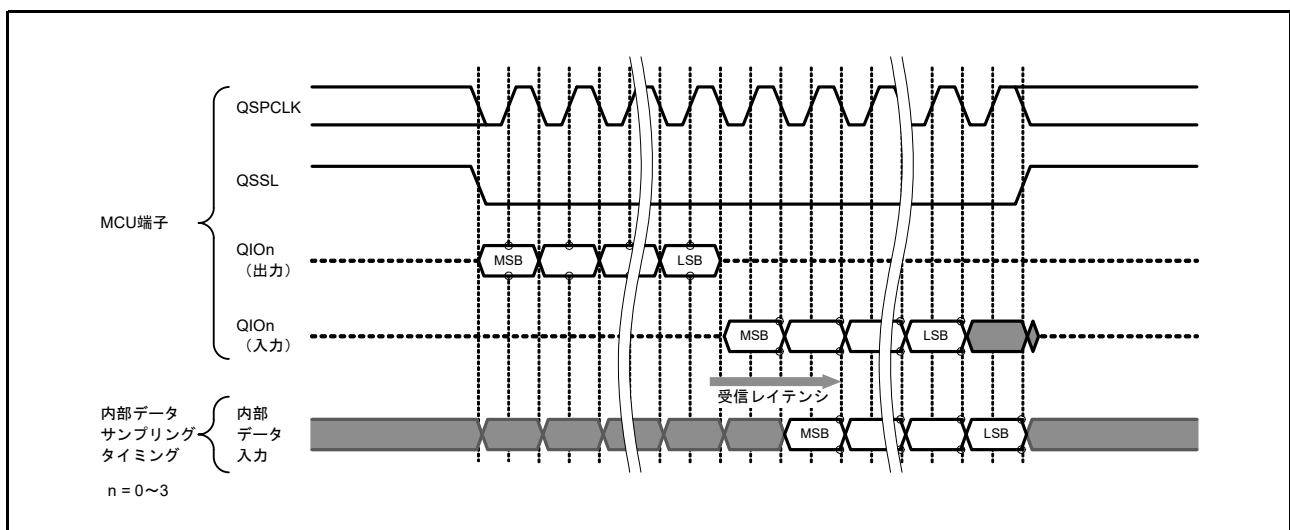 QSPCLK
QSSL
MCU端子
QIOn
（出力）
MSB
LSB
QIOn
（入力）
MSB
LSB
受信レイテンシ
内部データ
サンプリング
タイミング
内部
データ
入力
MSB
LSB
n = 0～3